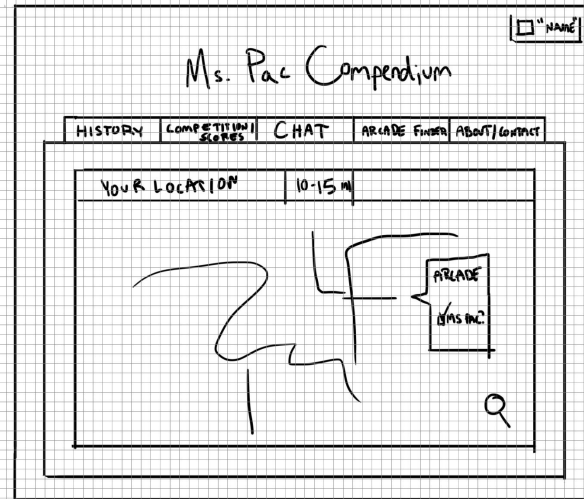 "NAME"
Ms. Pac Compendium
HISTORY
COMPETITION/
SCORES
CHAT
ARCADE FINDER
ABOUT/CONTACT
YOUR LOCATION
10-15 mi
ARCADE
MS PAC?